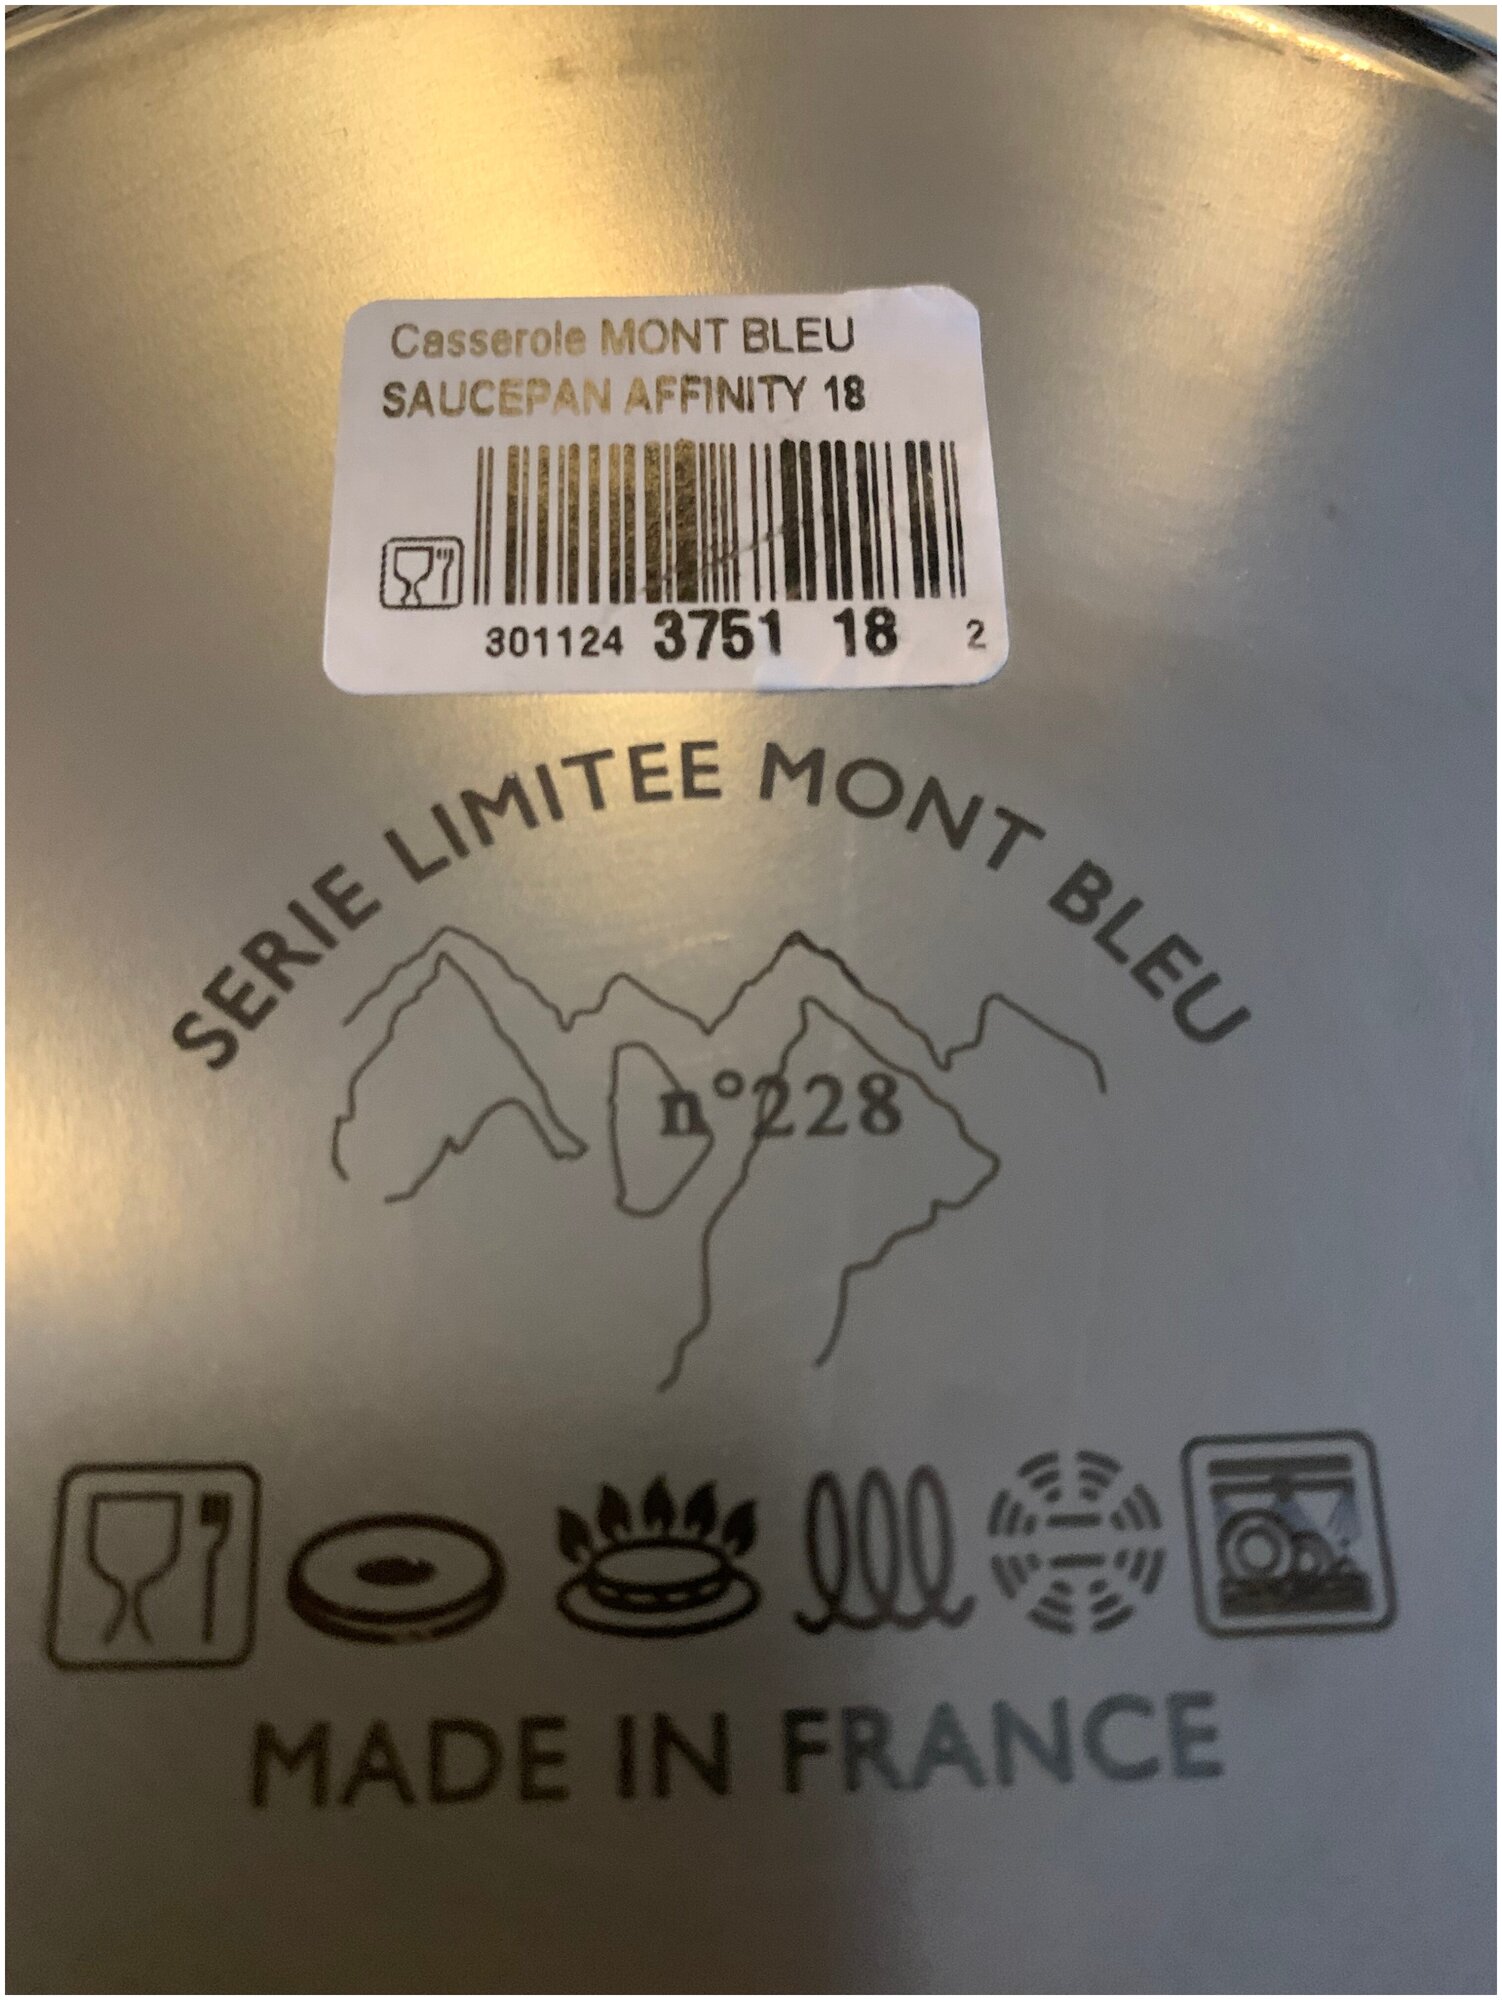 Casserole MONT BLEU
SAUCEPAN AFFINITY 18
301124 3751 18 2
SERIE LIMITEE MONT BLEU
n°228
MADE IN FRANCE